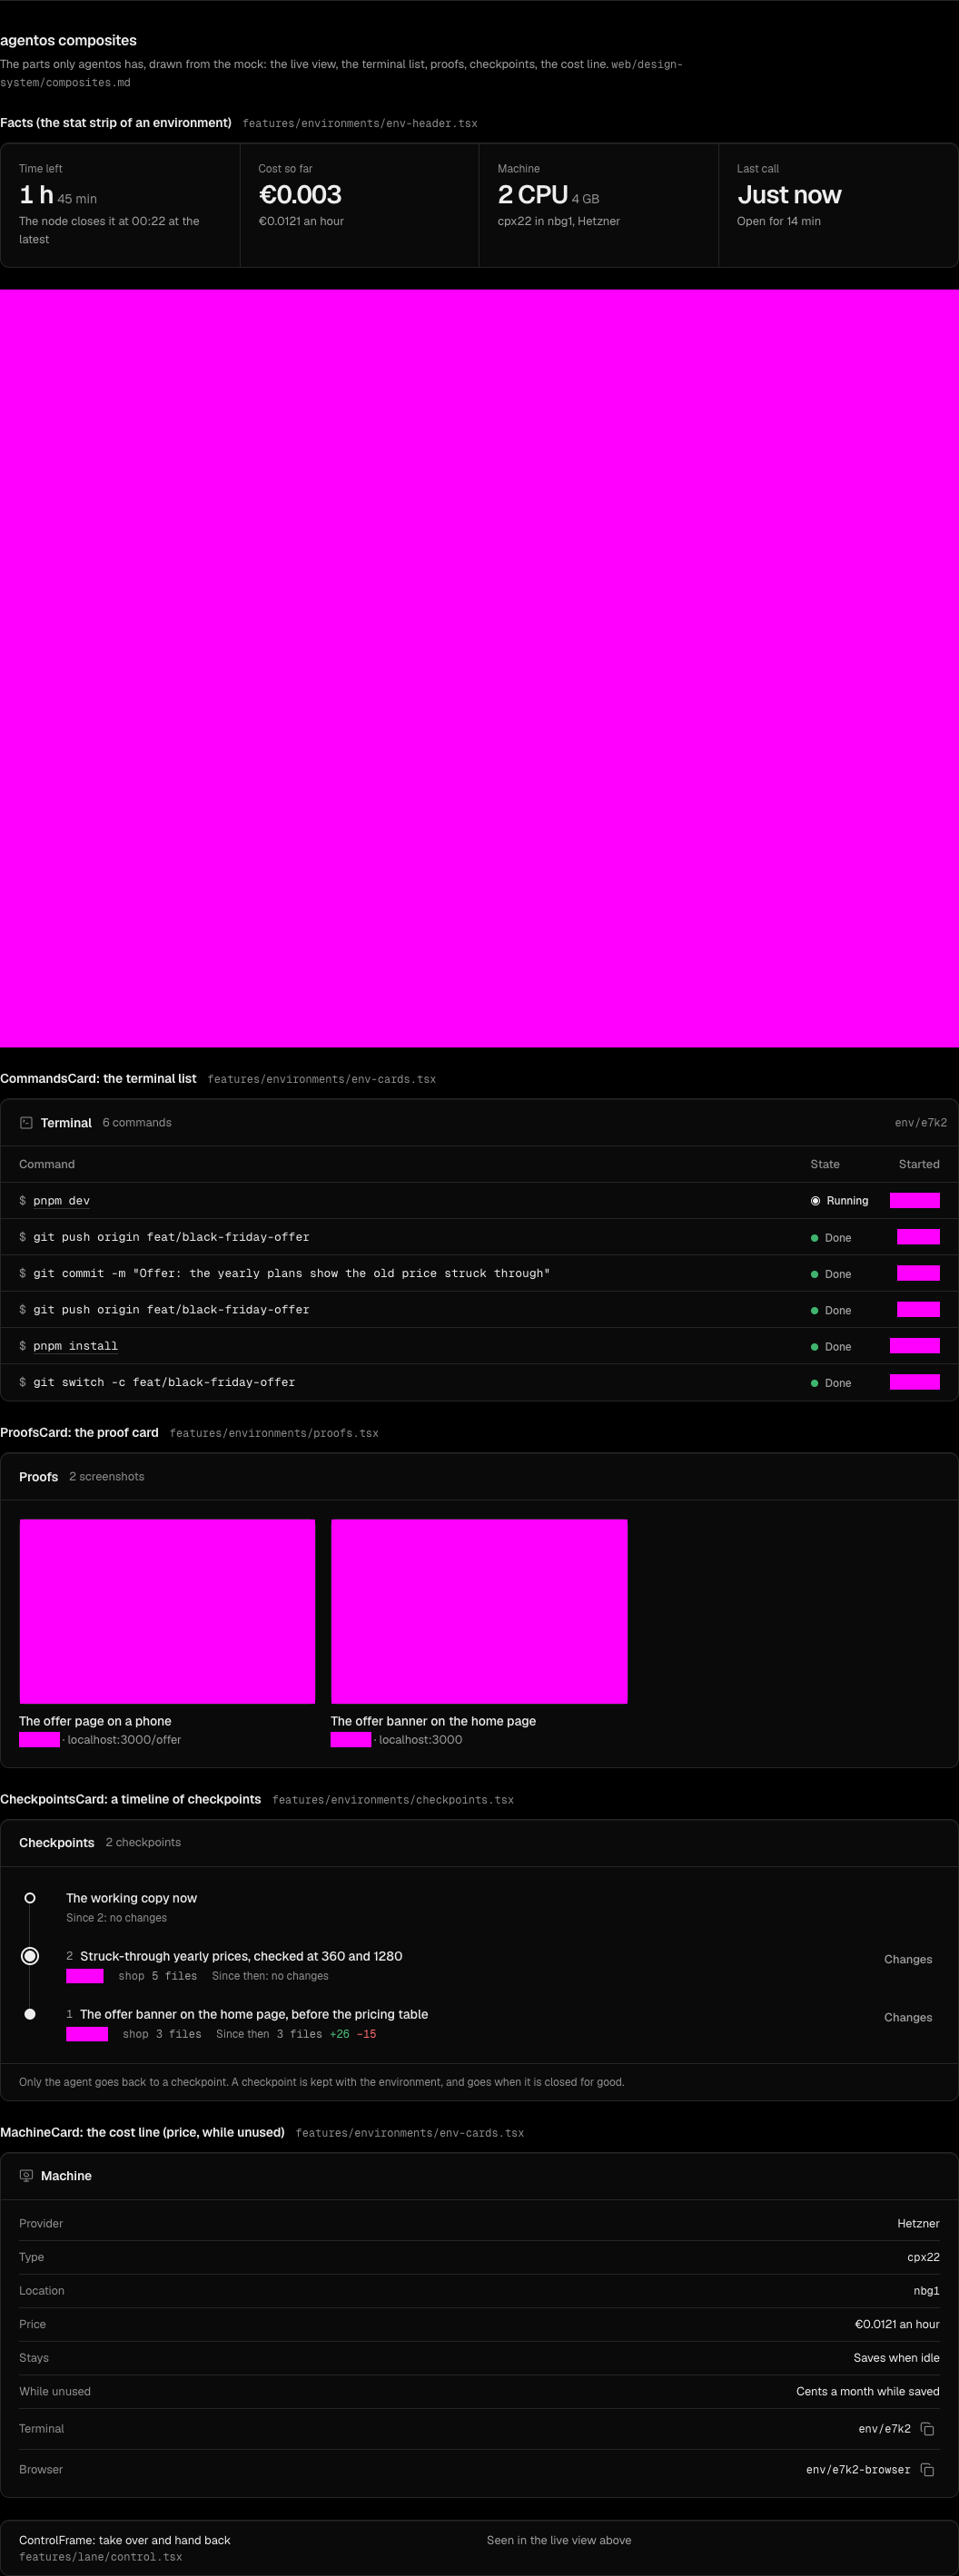 agentos composites
The parts only agentos has, drawn from the mock: the live view, the terminal list, proofs, checkpoints, the cost line. web/design-
system/composites.md
Facts (the stat strip of an environment) features/environments/env-header.tsx
Time left
1 h 45 min
The node closes it at 00:22 at the
latest
Cost so far
€0.003
€0.0121 an hour
Machine
2 CPU 4 GB
cpx22 in nbg1, Hetzner
Last call
Just now
Open for 14 min
CommandsCard: the terminal list features/environments/env-cards.tsx
Terminal 6 commands env/e7k2
Command State Started
$ pnpm dev Running
$ git push origin feat/black-friday-offer Done
$ git commit -m "Offer: the yearly plans show the old price struck through" Done
$ git push origin feat/black-friday-offer Done
$ pnpm install Done
$ git switch -c feat/black-friday-offer Done
ProofsCard: the proof card features/environments/proofs.tsx
Proofs 2 screenshots
The offer page on a phone
· localhost:3000/offer
The offer banner on the home page
· localhost:3000
CheckpointsCard: a timeline of checkpoints features/environments/checkpoints.tsx
Checkpoints 2 checkpoints
The working copy now
Since 2: no changes
2 Struck-through yearly prices, checked at 360 and 1280 Changes
shop 5 files Since then: no changes
1 The offer banner on the home page, before the pricing table Changes
shop 3 files Since then 3 files +26 −15
Only the agent goes back to a checkpoint. A checkpoint is kept with the environment, and goes when it is closed for good.
MachineCard: the cost line (price, while unused) features/environments/env-cards.tsx
Machine
Provider Hetzner
Type cpx22
Location nbg1
Price €0.0121 an hour
Stays Saves when idle
While unused Cents a month while saved
Terminal env/e7k2
Browser env/e7k2-browser
ControlFrame: take over and hand back Seen in the live view above
features/lane/control.tsx